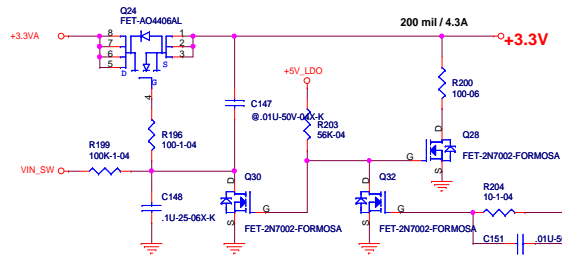 Q24
FET-AO4406AL
200 mil / 4.3A
+3.3VA
8
7
6
5
D
1
2
3
S
G
4
+3.3V
+5V_LDO
R200
100-06
C147
@.01U-50V-04X-K
R203
56K-04
R196
100-1-04
R199
100K-1-04
VIN_SW
Q28
D
G
S
FET-2N7002-FORMOSA
Q30
D
G
S
FET-2N7002-FORMOSA
Q32
D
G
S
FET-2N7002-FORMOSA
R204
10-1-04
C148
.1U-25-06X-K
C151
.01U-50